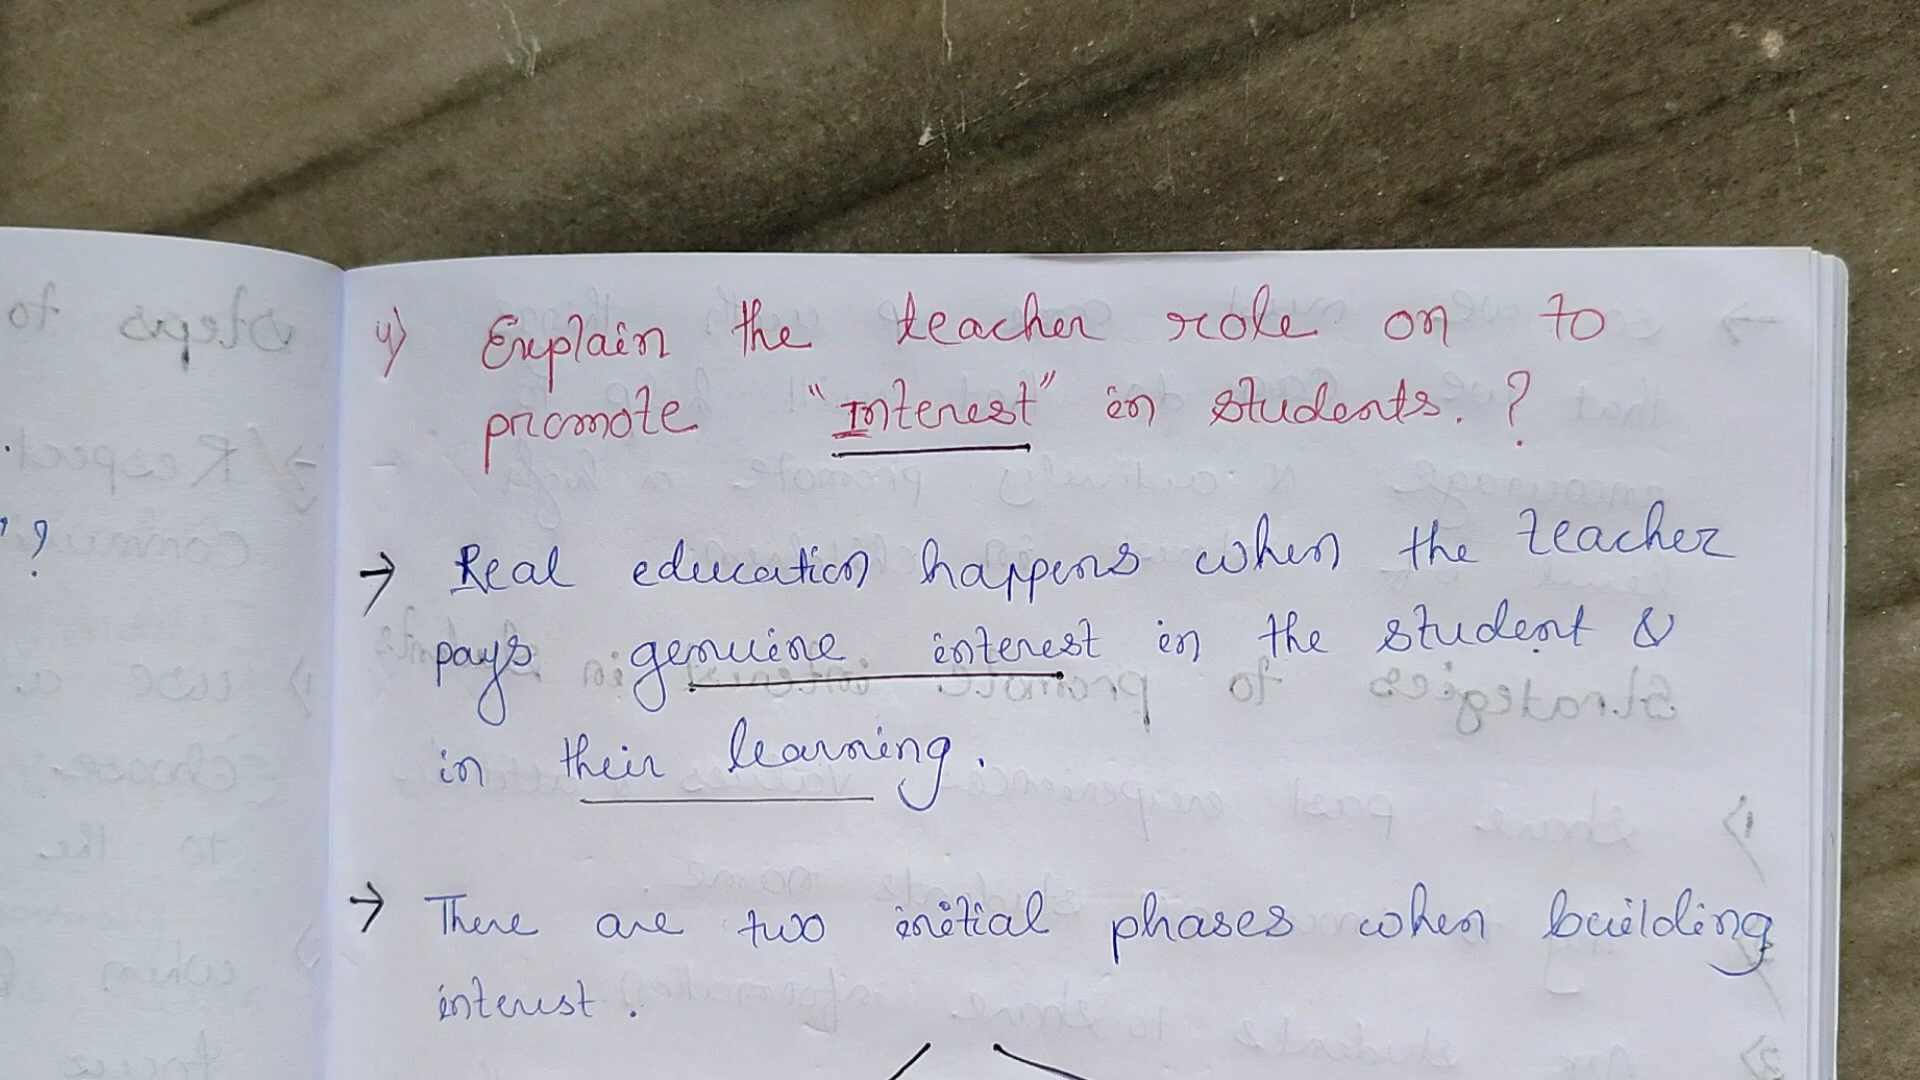 4) Explain the teacher role on to
promote "Interest" in students.?
→ Real education happens when the teacher
pays genuine interest in the student &
in their learning.
→ There are two initial phases when building
interest.